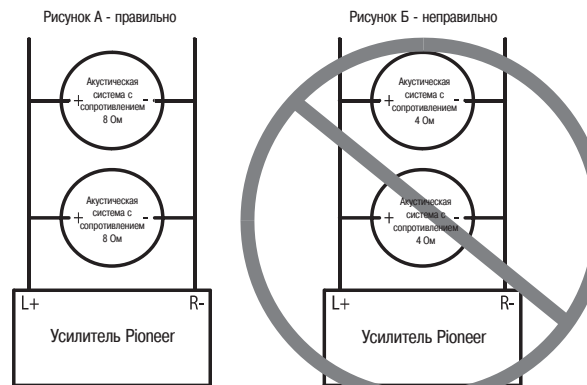 Рисунок А - правильно
Акустическая
система с
сопротивлением
8 Ом
+ -
Акустическая
система с
сопротивлением
8 Ом
+ -
L+ R-
Усилитель Pioneer
Рисунок Б - неправильно
Акустическая
система с
сопротивлением
4 Ом
+ -
Акустическая
система с
сопротивлением
4 Ом
+ -
L+ R-
Усилитель Pioneer